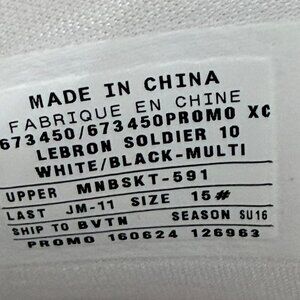 MADE IN CHINA
FABRIQUE EN CHINE
673450/673450PROMO XC
LEBRON SOLDIER 10
WHITE/BLACK-MULTI
UPPER MNBSKT-591
LAST JM-11 SIZE 15#
SHIP TO BVTN SEASON SU16
PROMO 160624 126963